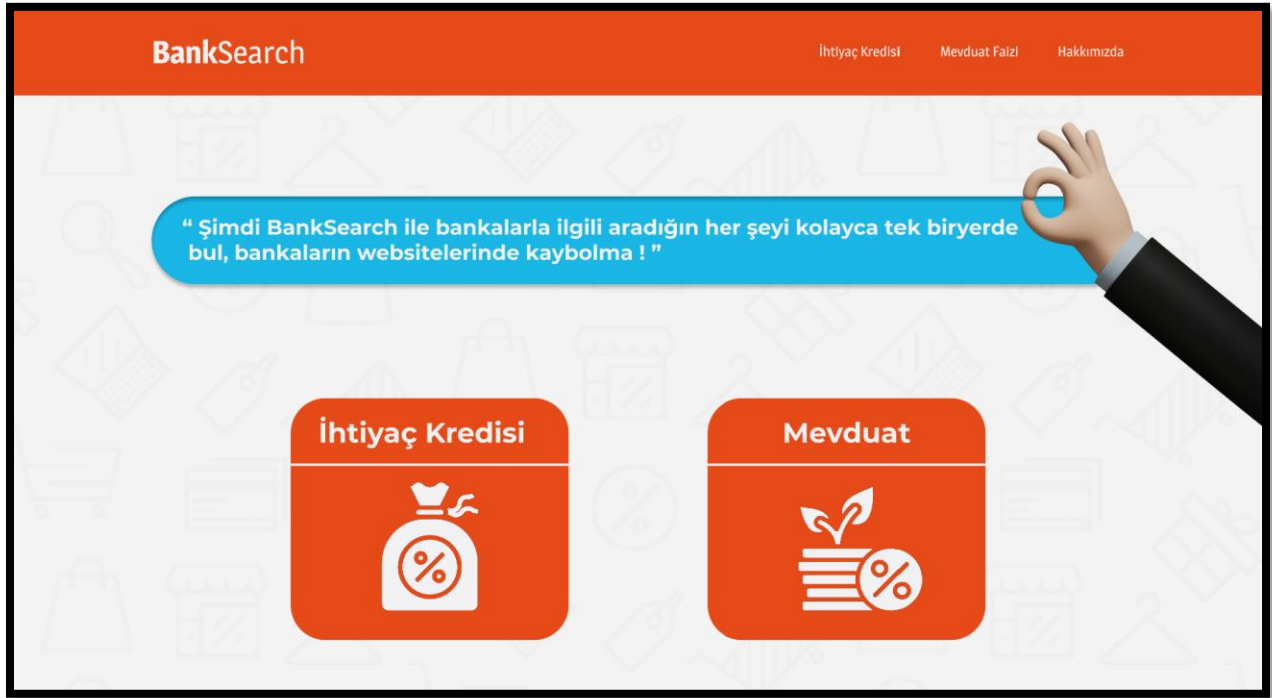 BankSearch
İhtiyaç Kredisi
Mevduat Faizi
Hakkımızda
“ Şimdi BankSearch ile bankalarla ilgili aradığın her şeyi kolayca tek biryerde
bul, bankaların websitelerinde kaybolma ! ”
İhtiyaç Kredisi
Mevduat
%
%